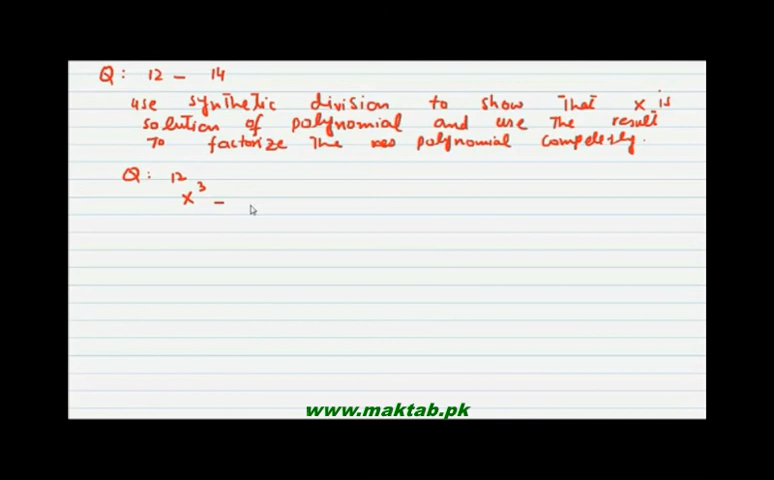 Q: 12 - 14
use synthetic division to show that x is
solution of polynomial and use the result
To factorize the polynomial completely.
Q: 12
x³ -
www.maktab.pk